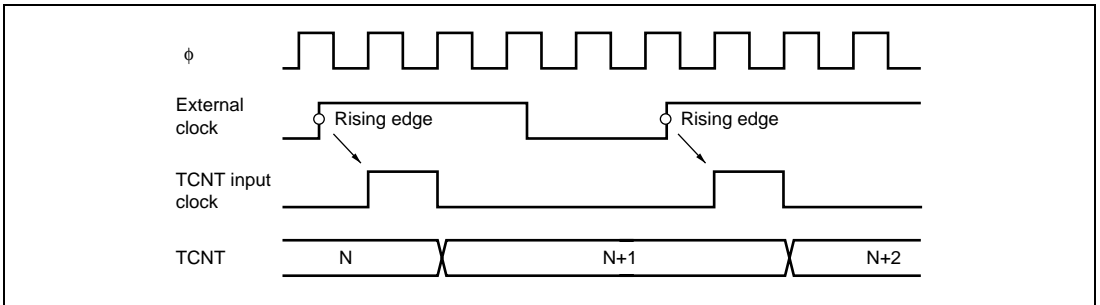 ϕ
External
clock
Rising edge
Rising edge
TCNT input
clock
TCNT
N
N+1
N+2